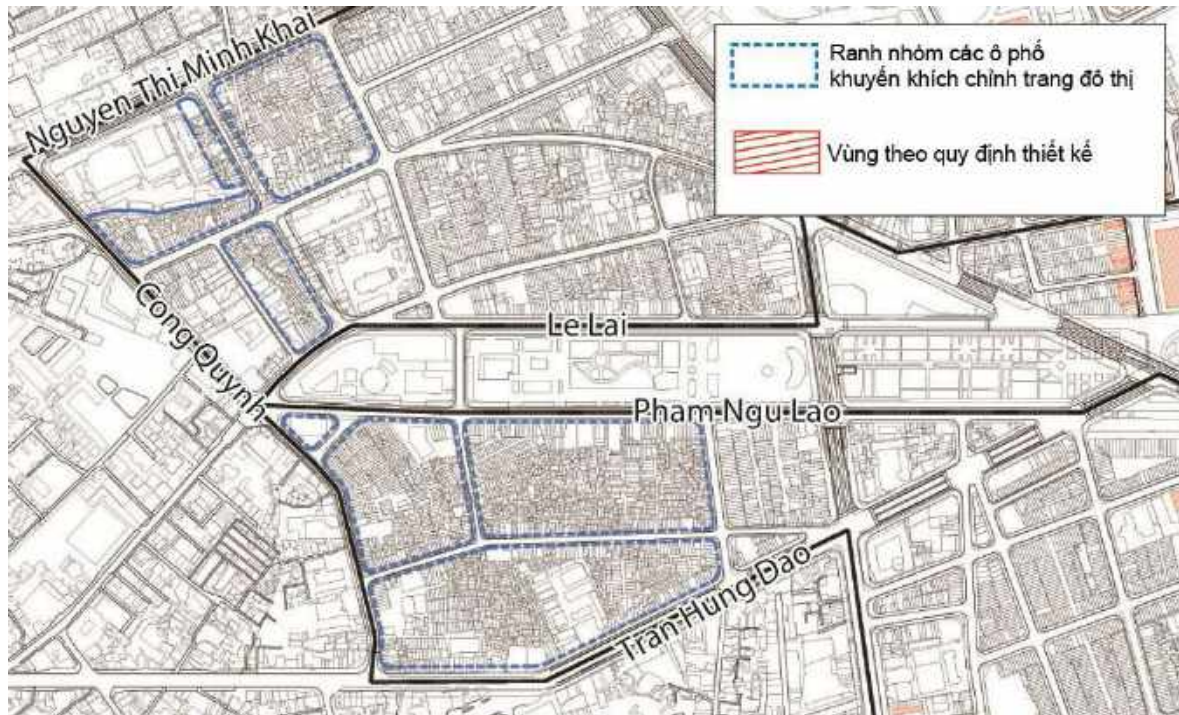 Ranh nhóm các ô phố
khuyến khích chỉnh trang đô thị
Vùng theo quy định thiết kế
Nguyen Thi Minh Khai
Cong Quynh
Le Lai
Pham Ngu Lao
Tran Hung Dao